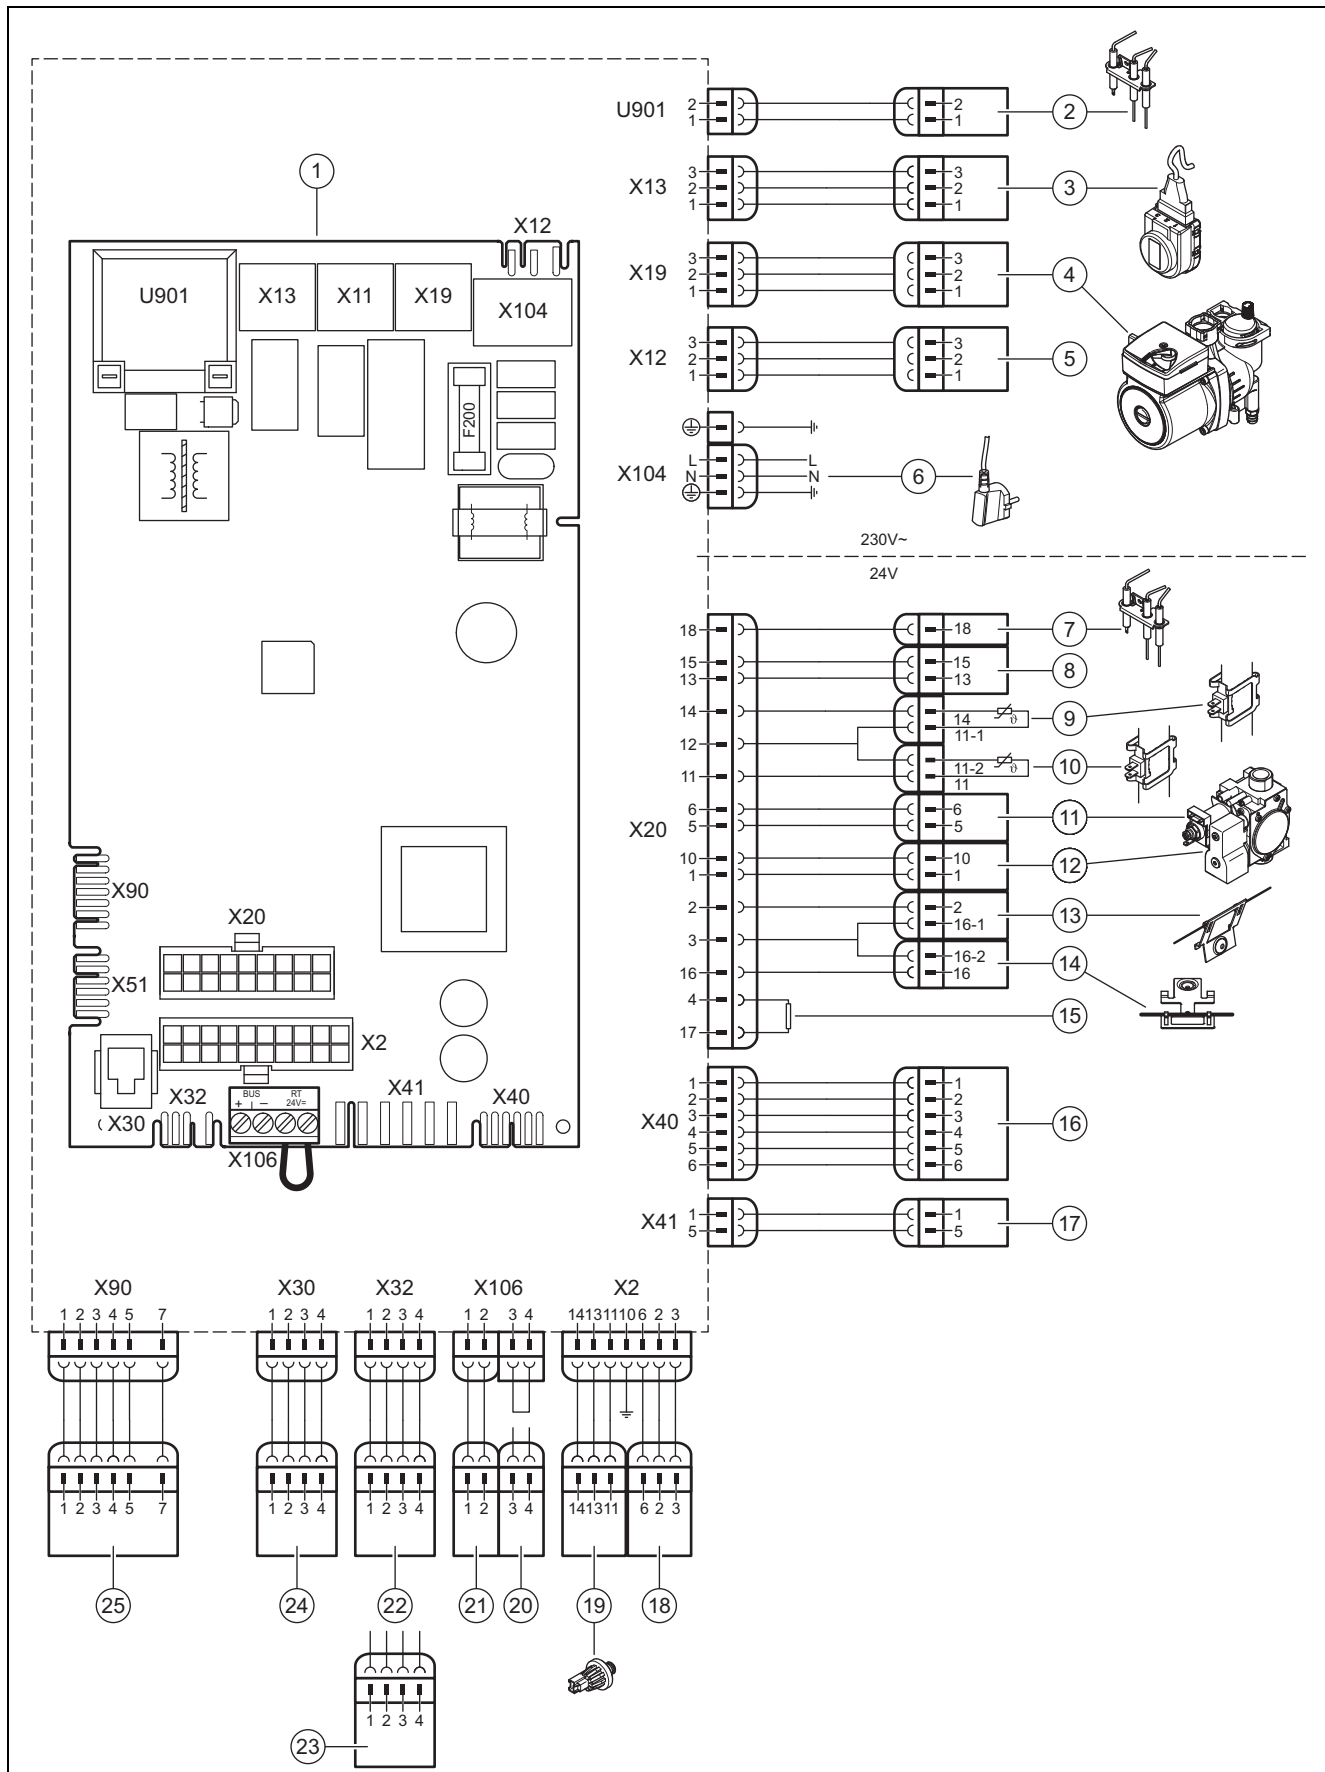 1
U901
X13
X11
X19
X12
X104
F200
X90
X20
X51
X2
X30
X32
BUS
+ –
RT
24V=
X106
X41
X40
U901
2 2
1 1
2
X13
3 3
2 2
1 1
3
X19
3 3
2 2
1 1
4
X12
3 3
2 2
1 1
5
X104
L L
N N
6
230V~
24V
X20
18 18
7
15 15
13 13
8
14 14
ϑ
11-1
9
12
ϑ
11-2
11 11
10
6 6
5 5
11
10 10
1 1
12
2 2
16-1
13
3
16-2
16 16
14
4
17
15
X40
1 1
2 2
3 3
4 4
5 5
6 6
16
X41
1 1
5 5
17
X90
1 2 3 4 5 7
1 2 3 4 5 7
25
X30
1 2 3 4
1 2 3 4
24
X32
1 2 3 4
1 2 3 4
22
1 2 3 4
23
X106
1 2 3 4
1 2 3 4
21
20
X2
14 13 11 10 6 2 3
14 13 11 6 2 3
19
18